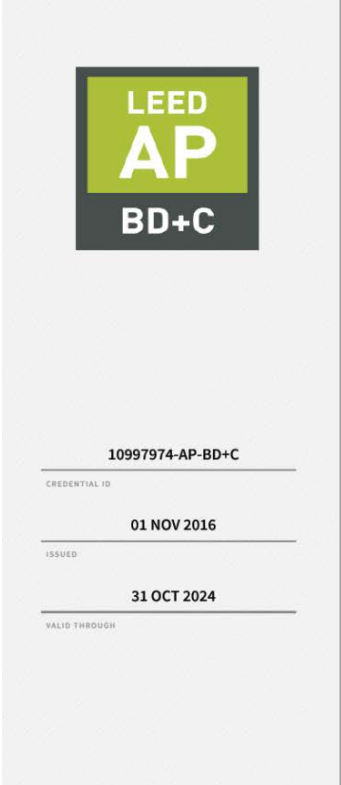 LEED
AP
BD+C
10997974-AP-BD+C
CREDENTIAL ID
01 NOV 2016
ISSUED
31 OCT 2024
VALID THROUGH